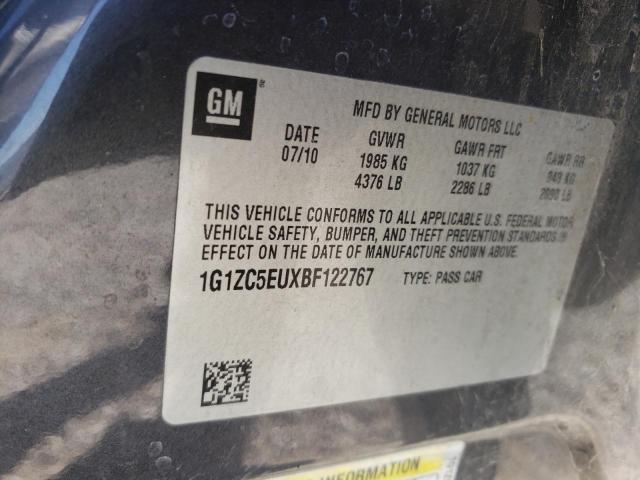 GM ®
MFD BY GENERAL MOTORS LLC
DATE GVWR GAWR FRT GAWR RR
07/10 1985 KG 1037 KG 949 KG
4376 LB 2286 LB 2090 LB
THIS VEHICLE CONFORMS TO ALL APPLICABLE U.S. FEDERAL MOTOR
VEHICLE SAFETY, BUMPER, AND THEFT PREVENTION STANDARDS IN
EFFECT ON THE DATE OF MANUFACTURE SHOWN ABOVE.
1G1ZC5EUXBF122767 TYPE: PASS CAR
INFORMATION